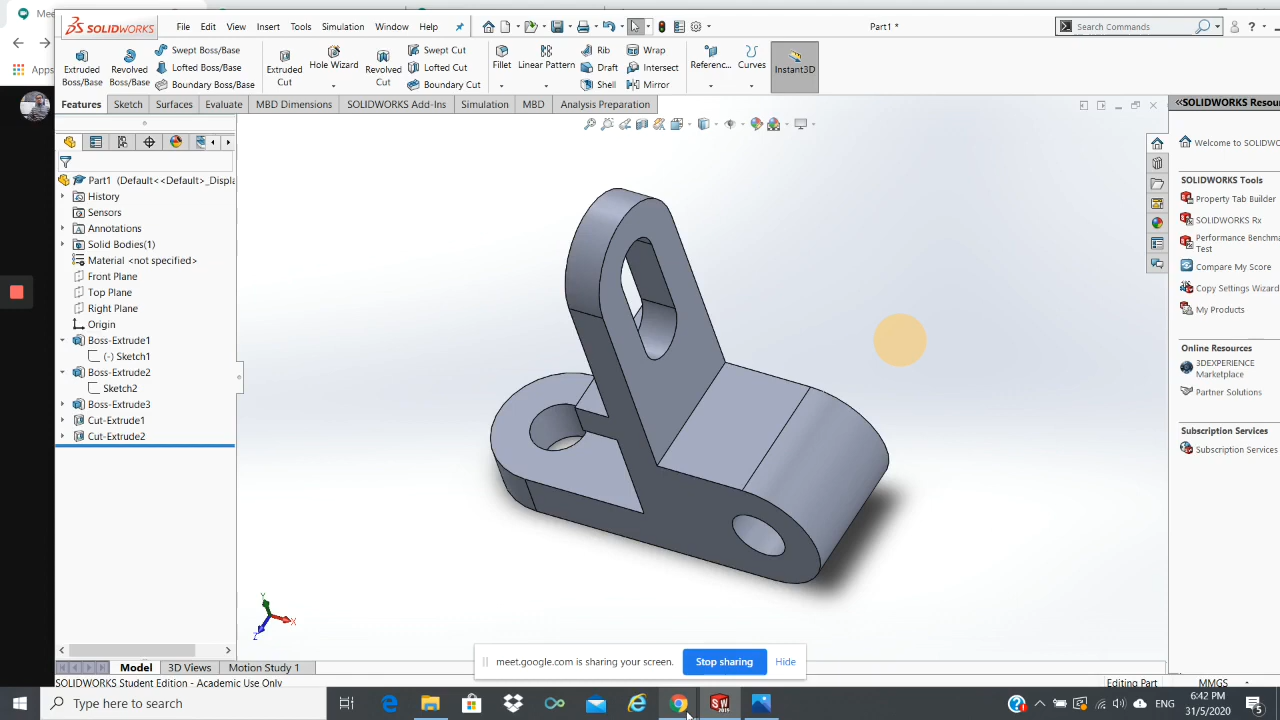 Me
Apps
SOLIDWORKS
File Edit View Insert Tools Simulation Window Help
Part1 *
Search Commands
Extruded Boss/Base
Revolved Boss/Base
Swept Boss/Base
Lofted Boss/Base
Boundary Boss/Base
Extruded Cut
Hole Wizard
Revolved Cut
Swept Cut
Lofted Cut
Boundary Cut
Fillet
Linear Pattern
Rib
Draft
Shell
Wrap
Intersect
Mirror
Referenc...
Curves
Instant3D
Features Sketch Surfaces Evaluate MBD Dimensions SOLIDWORKS Add-Ins Simulation MBD Analysis Preparation
Part1 (Default<<Default>_Displa
History
Sensors
Annotations
Solid Bodies(1)
Material <not specified>
Front Plane
Top Plane
Right Plane
Origin
Boss-Extrude1
(-) Sketch1
Boss-Extrude2
Sketch2
Boss-Extrude3
Cut-Extrude1
Cut-Extrude2
Y
X
Z
SOLIDWORKS Resour
Welcome to SOLIDW
SOLIDWORKS Tools
Property Tab Builder
SOLIDWORKS Rx
Performance Benchma
Test
Compare My Score
Copy Settings Wizard
My Products
Online Resources
3DEXPERIENCE
Marketplace
Partner Solutions
Subscription Services
Subscription Services
meet.google.com is sharing your screen. Stop sharing Hide
Model 3D Views Motion Study 1
SOLIDWORKS Student Edition - Academic Use Only
Editing Part MMGS
Type here to search
SW
2019
ENG
6:42 PM
31/5/2020
5